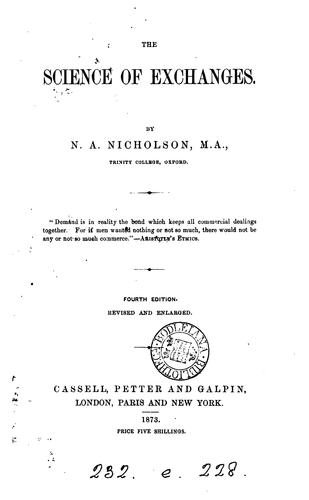 THE
SCIENCE OF EXCHANGES.
BY
N. A. NICHOLSON, M.A.,
TRINITY COLLEGE, OXFORD.
"Demand is in reality the bond which keeps all commercial dealings
together. For if men wanted nothing or not so much, there would not be
any or not so much commerce."—ARISTOTLE'S ETHICS.
FOURTH EDITION.
REVISED AND ENLARGED.
BODLEIANA
BIBLIOTHECA
CASSELL, PETTER AND GALPIN,
LONDON, PARIS AND NEW YORK.
1873.
PRICE FIVE SHILLINGS.
232. e. 228.